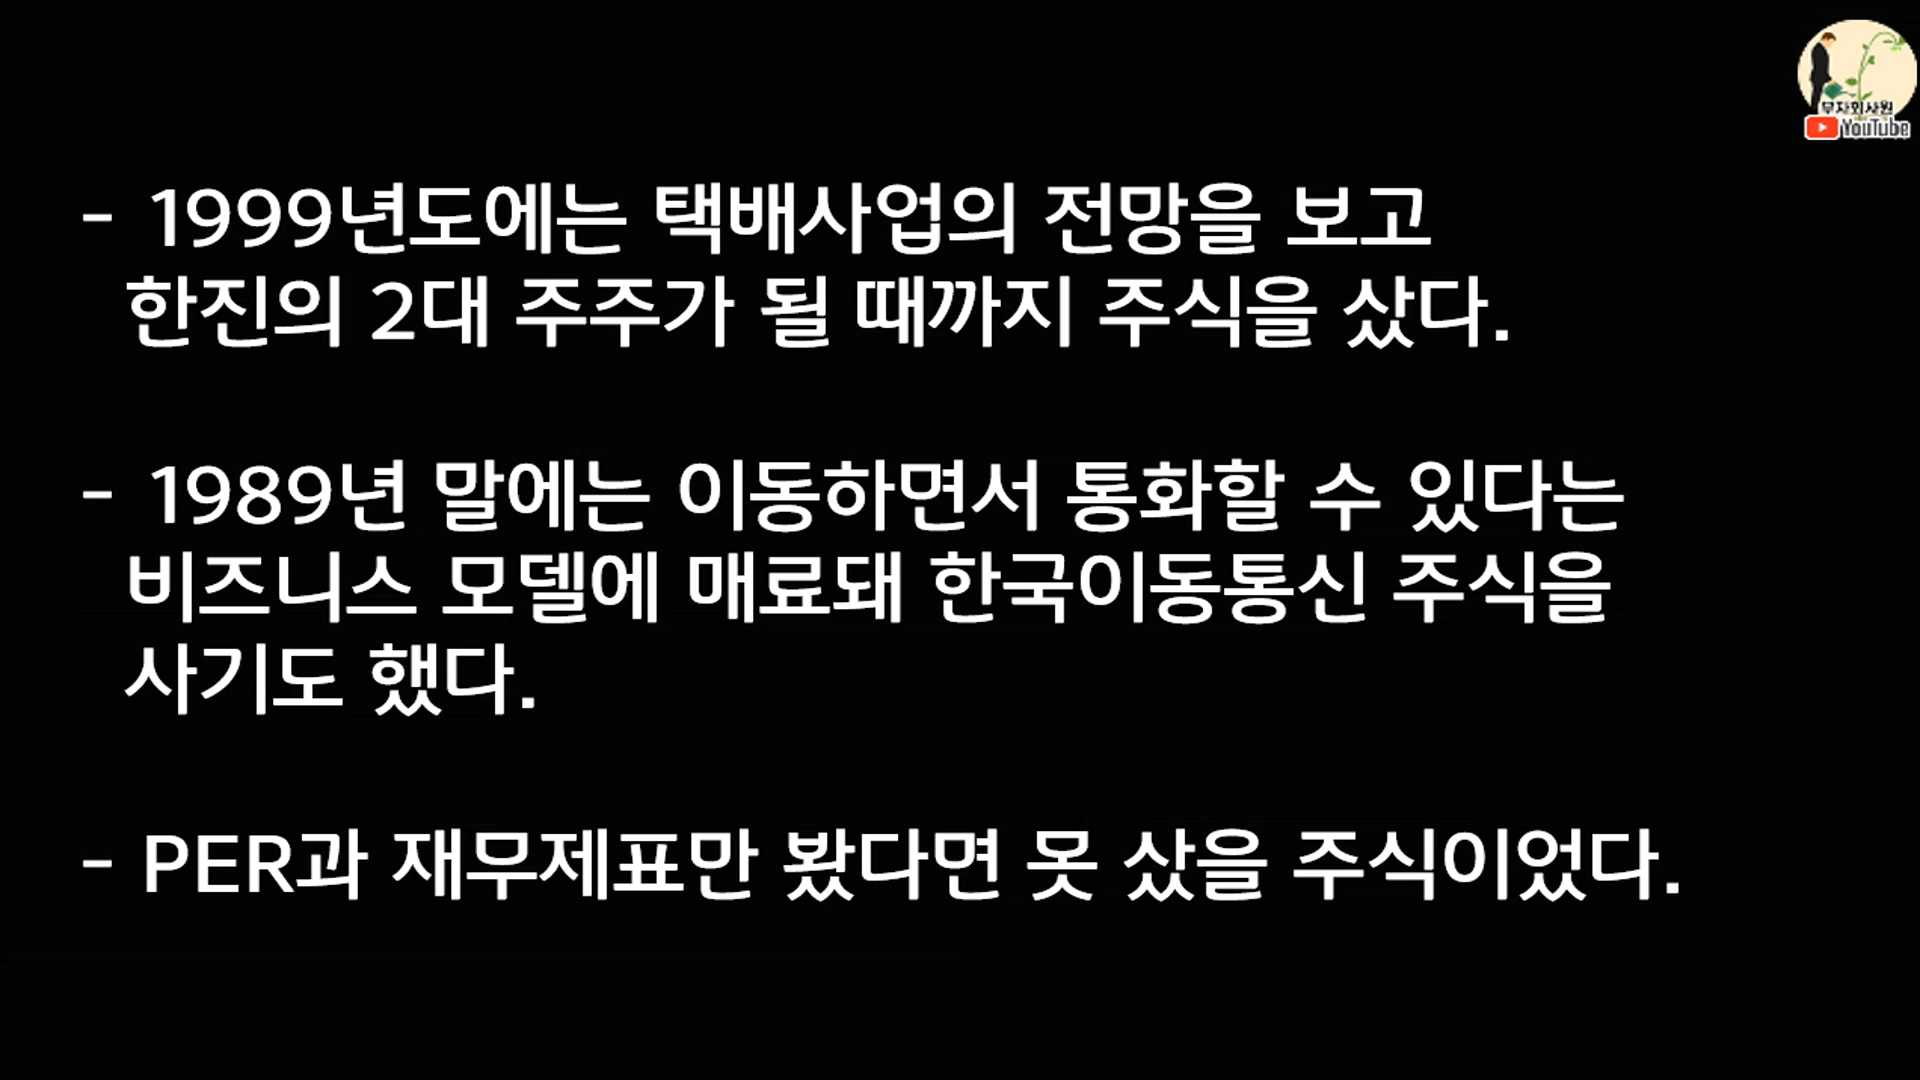 부자회사원
YouTube
- 1999년도에는 택배사업의 전망을 보고
한진의 2대 주주가 될 때까지 주식을 샀다.
- 1989년 말에는 이동하면서 통화할 수 있다는
비즈니스 모델에 매료돼 한국이동통신 주식을
사기도 했다.
- PER과 재무제표만 봤다면 못 샀을 주식이었다.